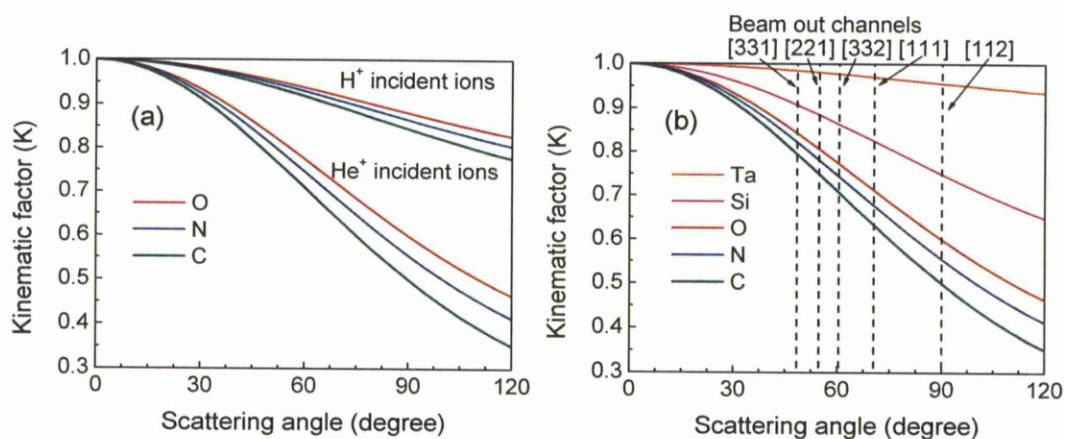 (a)
H+ incident ions
He+ incident ions
O
N
C
Kinematic factor (K)
1.0
0.9
0.8
0.7
0.6
0.5
0.4
0.3
0 30 60 90 120
Scattering angle (degree)
Beam out channels
[331] [221] [332] [111] [112]
(b)
Ta
Si
O
N
C
Kinematic factor (K)
1.0
0.9
0.8
0.7
0.6
0.5
0.4
0.3
0 30 60 90 120
Scattering angle (degree)